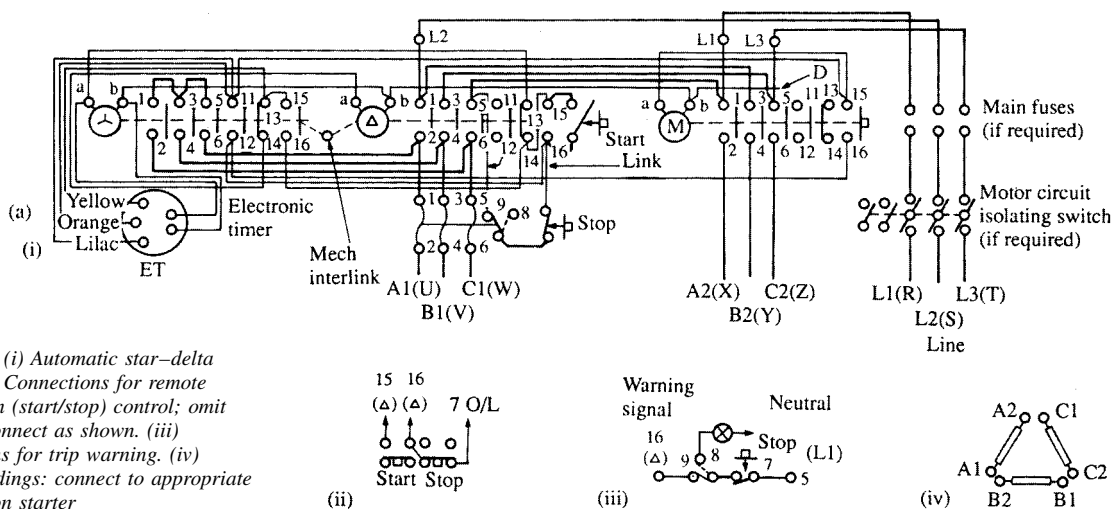 L2
L1
L3
D
a
b
1
3
5
11
15
13
a
b
1
3
5
11
13
15
a
b
1
3
5
11
13
15
Main fuses
(if required)
2
4
6
12
14
16
2
4
6
12
14
16
Start
Link
M
2
4
6
12
14
16
Δ
Yellow
Orange
Lilac
ET
Electronic
timer
Mech
interlink
1
3
5
9
8
Stop
2
4
6
Motor circuit
isolating switch
(if required)
(a)
(i)
A1(U)
C1(W)
B1(V)
A2(X)
C2(Z)
B2(Y)
L1(R)
L3(T)
L2(S)
Line
(i) Automatic star–delta
Connections for remote
n (start/stop) control; omit
onnect as shown. (iii)
s for trip warning. (iv)
dings: connect to appropriate
on starter
15
16
(Δ)
(Δ)
7 O/L
Start Stop
(ii)
Warning
signal
Neutral
16
(Δ)
9
8
Stop
7
(L1)
5
(iii)
A2
C1
A1
C2
B2
B1
(iv)